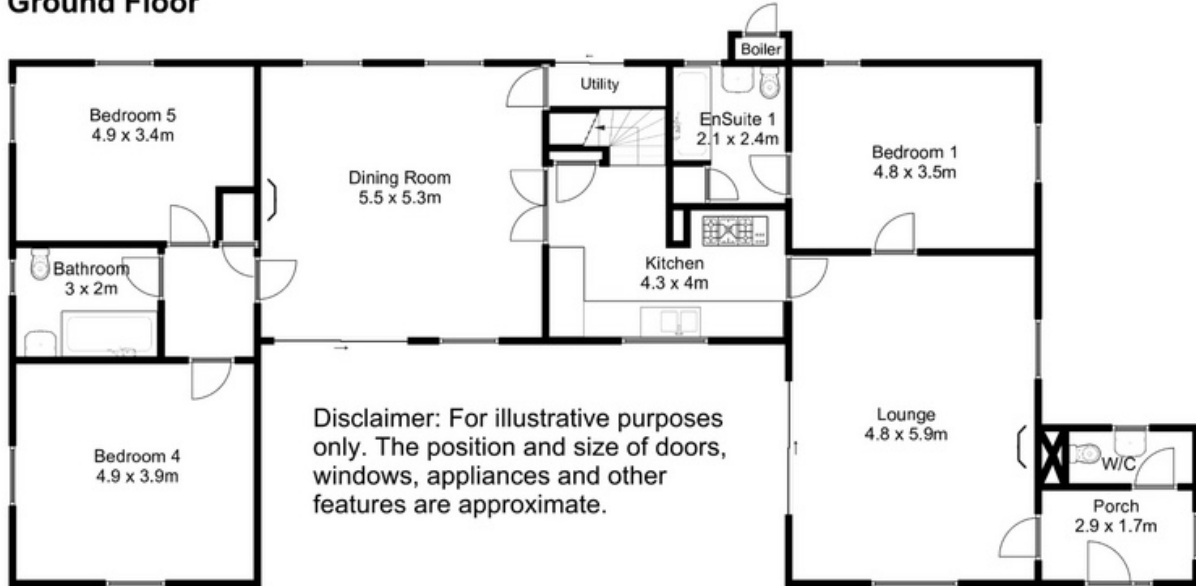 Ground Floor
Boiler
Bedroom 5
4.9 x 3.4m
Utility
EnSuite 1
2.1 x 2.4m
Bedroom 1
4.8 x 3.5m
Dining Room
5.5 x 5.3m
Bathroom
3 x 2m
Kitchen
4.3 x 4m
Disclaimer: For illustrative purposes
only. The position and size of doors,
windows, appliances and other
features are approximate.
Lounge
4.8 x 5.9m
Bedroom 4
4.9 x 3.9m
W/C
Porch
2.9 x 1.7m